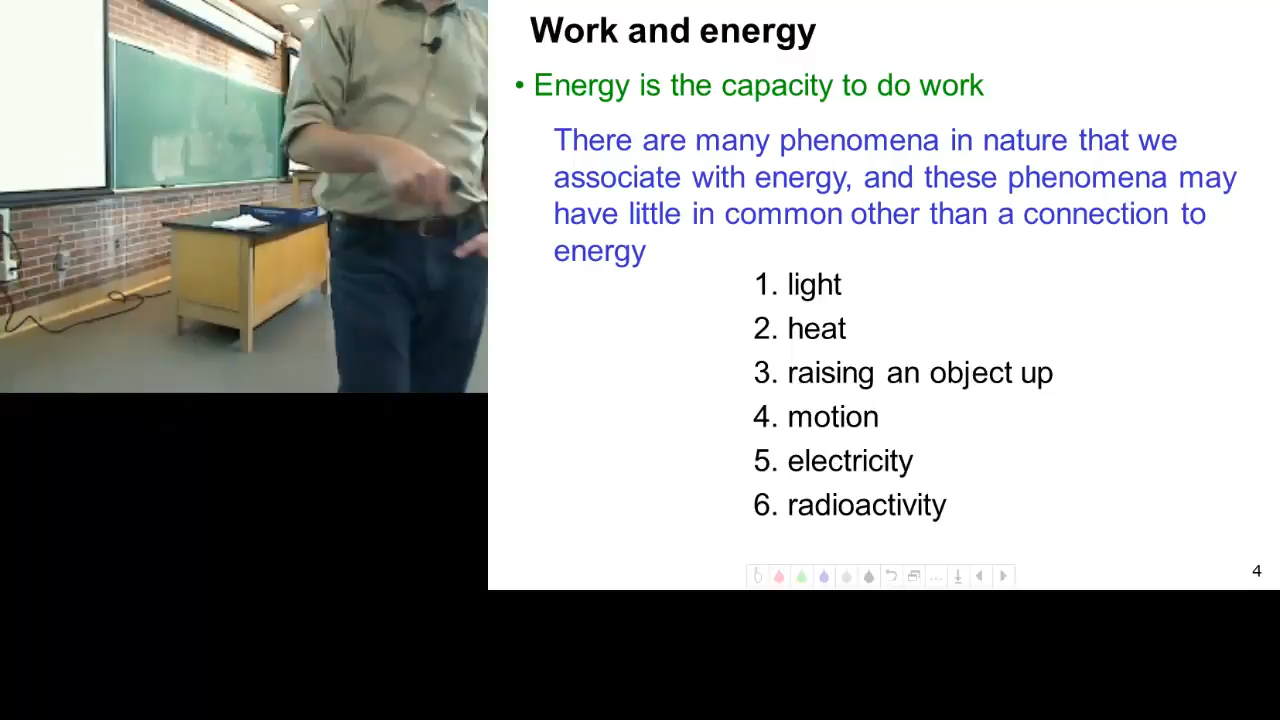 Work and energy
• Energy is the capacity to do work
There are many phenomena in nature that we
associate with energy, and these phenomena may
have little in common other than a connection to
energy
1. light
2. heat
3. raising an object up
4. motion
5. electricity
6. radioactivity
4